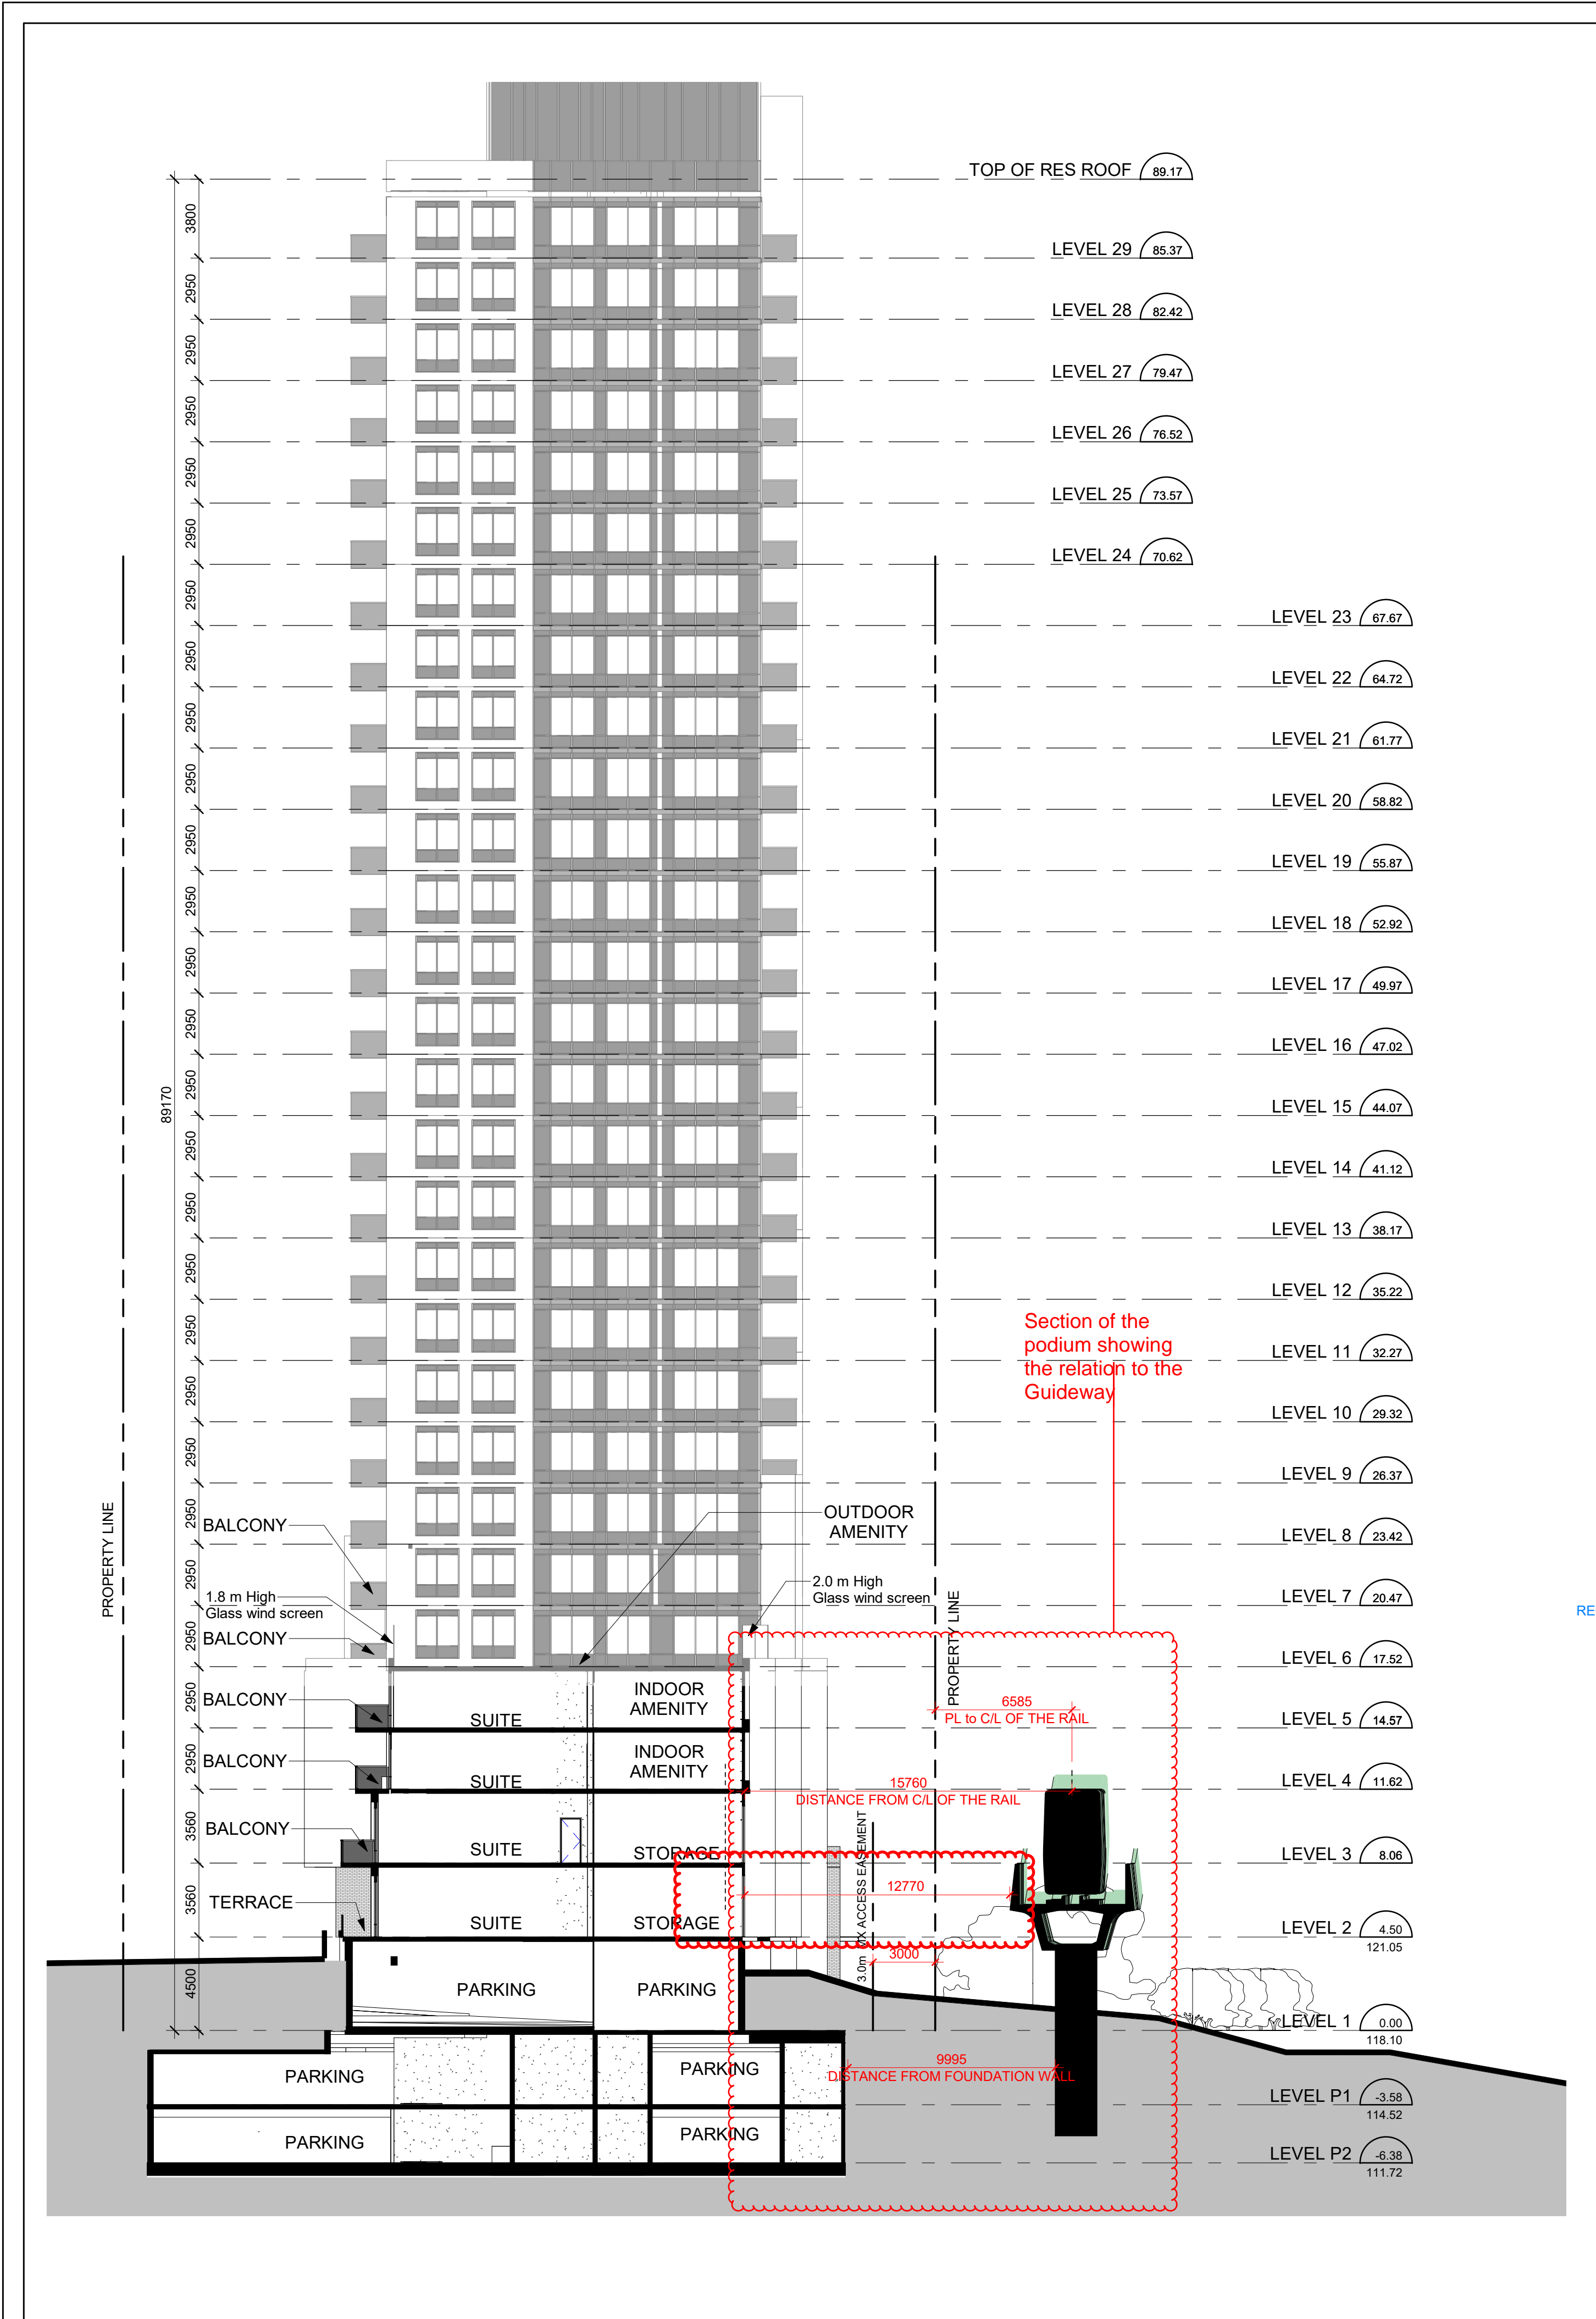 TOP OF RES ROOF 89.17
3800
LEVEL 29 85.37
2950
LEVEL 28 82.42
2950
LEVEL 27 79.47
2950
LEVEL 26 76.52
2950
LEVEL 25 73.57
2950
LEVEL 24 70.62
2950
LEVEL 23 67.67
2950
LEVEL 22 64.72
2950
LEVEL 21 61.77
2950
LEVEL 20 58.82
2950
LEVEL 19 55.87
2950
LEVEL 18 52.92
2950
LEVEL 17 49.97
2950
LEVEL 16 47.02
2950
89170
LEVEL 15 44.07
2950
LEVEL 14 41.12
2950
LEVEL 13 38.17
2950
LEVEL 12 35.22
2950
Section of the
podium showing
the relation to the
Guideway
LEVEL 11 32.27
2950
LEVEL 10 29.32
2950
LEVEL 9 26.37
2950
PROPERTY LINE
BALCONY
OUTDOOR
AMENITY
LEVEL 8 23.42
2950
1.8 m High
Glass wind screen
2.0 m High
Glass wind screen
LEVEL 7 20.47
RE
2950
BALCONY
PROPERTY LINE
LEVEL 6 17.52
2950
BALCONY
SUITE
INDOOR
AMENITY
6585
PL to C/L OF THE RAIL
LEVEL 5 14.57
2950
BALCONY
SUITE
INDOOR
AMENITY
15760
DISTANCE FROM C/L OF THE RAIL
LEVEL 4 11.62
3560
BALCONY
SUITE
STORAGE
3.0m MX ACCESS EASEMENT
LEVEL 3 8.06
3560
TERRACE
SUITE
STORAGE
12770
LEVEL 2 4.50
121.05
4500
PARKING
PARKING
3000
LEVEL 1 0.00
118.10
PARKING
PARKING
9995
DISTANCE FROM FOUNDATION WALL
LEVEL P1 -3.58
114.52
PARKING
PARKING
LEVEL P2 -6.38
111.72